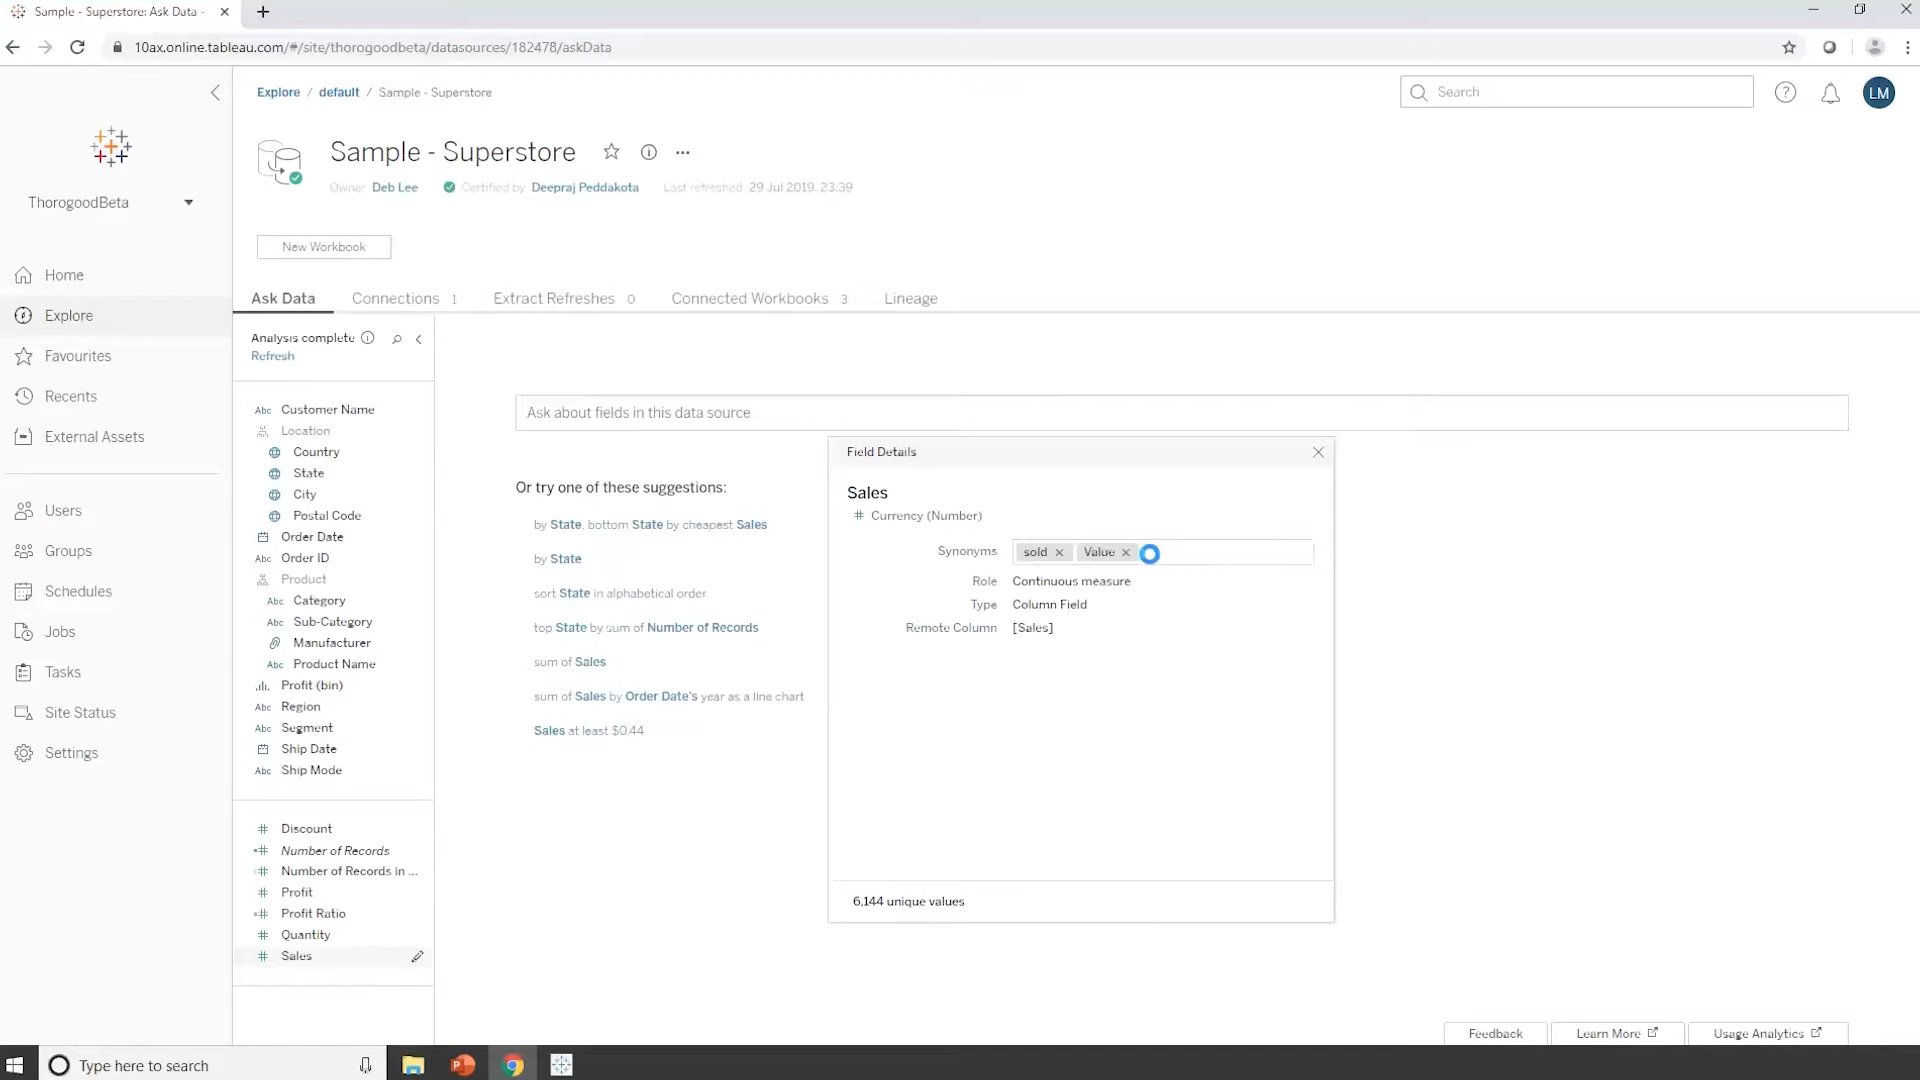 Sample - Superstore: Ask Data -
10ax.online.tableau.com/#/site/thorogoodbeta/datasources/182478/askData
Explore / default / Sample - Superstore
Search
LM
Sample - Superstore
Owner Deb Lee Certified by Deepraj Peddakota Last refreshed 29 Jul 2019, 23:39
ThorogoodBeta
New Workbook
Home
Explore
Favourites
Recents
External Assets
Users
Groups
Schedules
Jobs
Tasks
Site Status
Settings
Ask Data Connections 1 Extract Refreshes 0 Connected Workbooks 3 Lineage
Analysis complete
Refresh
Abc Customer Name
Location
Country
State
City
Postal Code
Order Date
Abc Order ID
Product
Abc Category
Abc Sub-Category
Manufacturer
Abc Product Name
Profit (bin)
Abc Region
Abc Segment
Ship Date
Abc Ship Mode
# Discount
=# Number of Records
=# Number of Records in ...
# Profit
=# Profit Ratio
# Quantity
# Sales
Ask about fields in this data source
Or try one of these suggestions:
by State, bottom State by cheapest Sales
by State
sort State in alphabetical order
top State by sum of Number of Records
sum of Sales
sum of Sales by Order Date's year as a line chart
Sales at least $0.44
Field Details
Sales
# Currency (Number)
Synonyms sold × Value ×
Role Continuous measure
Type Column Field
Remote Column [Sales]
6,144 unique values
Feedback Learn More Usage Analytics
Type here to search